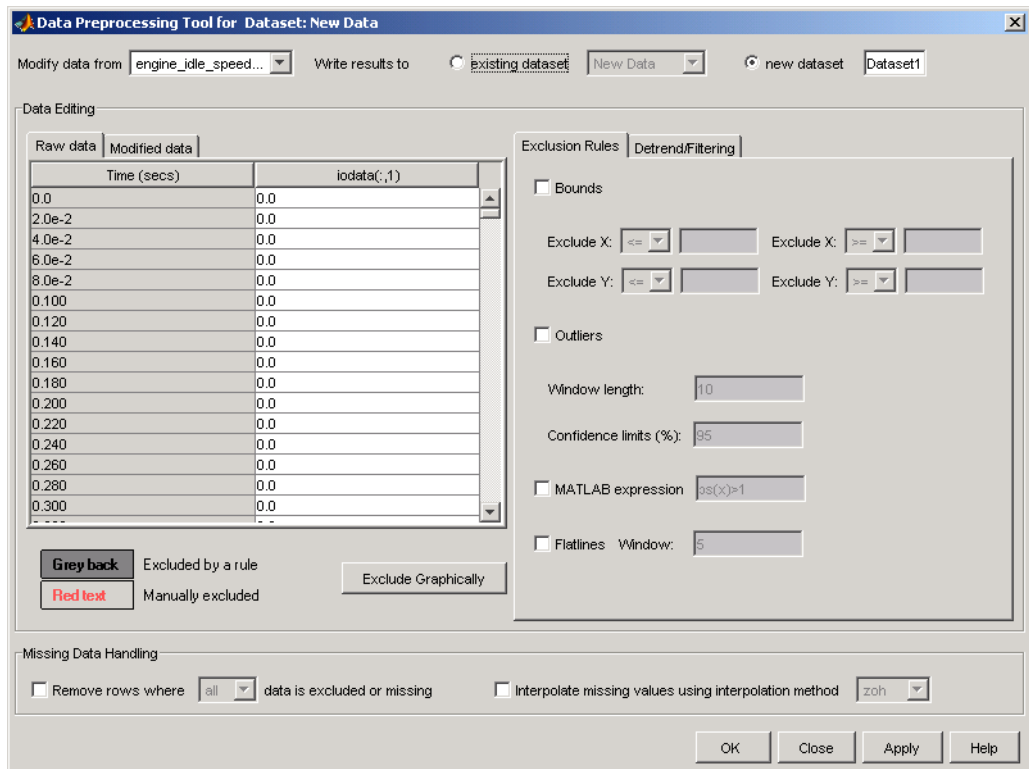 Data Preprocessing Tool for Dataset: New Data
Modify data from engine_idle_speed... Write results to existing dataset New Data new dataset Dataset1
Data Editing
Raw data Modified data
Time (secs) iodata(:,1)
0.0 0.0
2.0e-2 0.0
4.0e-2 0.0
6.0e-2 0.0
8.0e-2 0.0
0.100 0.0
0.120 0.0
0.140 0.0
0.160 0.0
0.180 0.0
0.200 0.0
0.220 0.0
0.240 0.0
0.260 0.0
0.280 0.0
0.300 0.0
Grey back Excluded by a rule
Red text Manually excluded
Exclude Graphically
Exclusion Rules Detrend/Filtering
Bounds
Exclude X: <= Exclude X: >=
Exclude Y: <= Exclude Y: >=
Outliers
Window length: 10
Confidence limits (%): 95
MATLAB expression bs(x)>1
Flatlines Window: 5
Missing Data Handling
Remove rows where all data is excluded or missing Interpolate missing values using interpolation method zoh
OK Close Apply Help